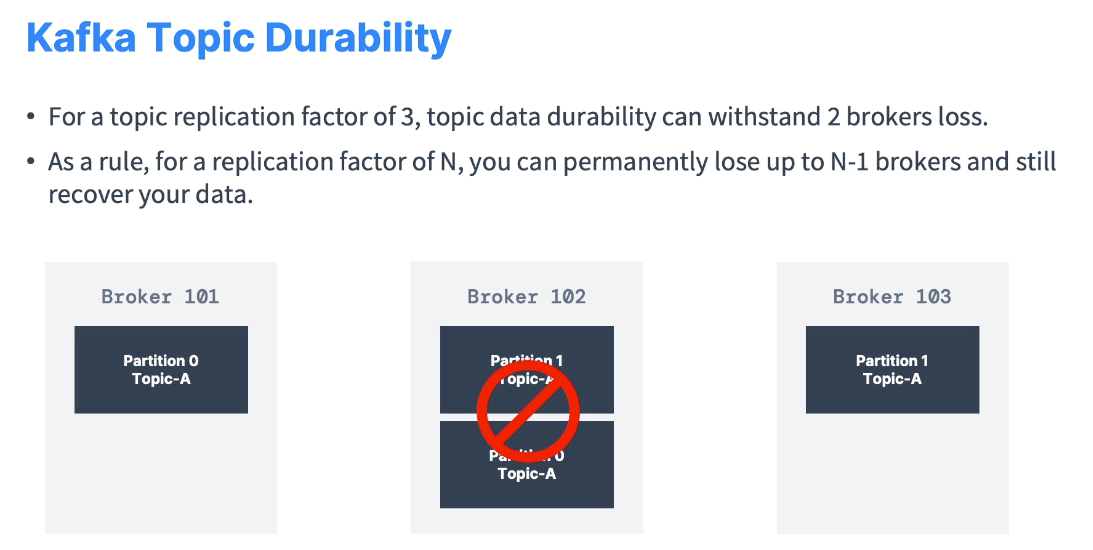 Kafka Topic Durability
• For a topic replication factor of 3, topic data durability can withstand 2 brokers loss.
• As a rule, for a replication factor of N, you can permanently lose up to N-1 brokers and still
recover your data.
Broker 101
Partition 0
Topic-A
Broker 102
Partition 1
Topic-A
Partition 0
Topic-A
Broker 103
Partition 1
Topic-A